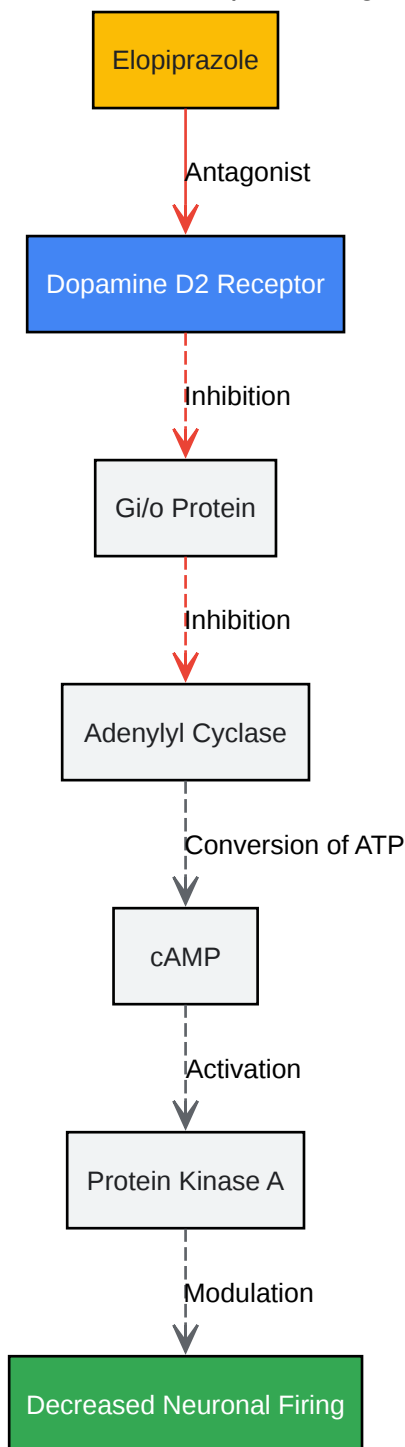 Elopiprazole
Antagonist
Dopamine D2 Receptor
Inhibition
Gi/o Protein
Inhibition
Adenylyl Cyclase
Conversion of ATP
cAMP
Activation
Protein Kinase A
Modulation
Decreased Neuronal Firing